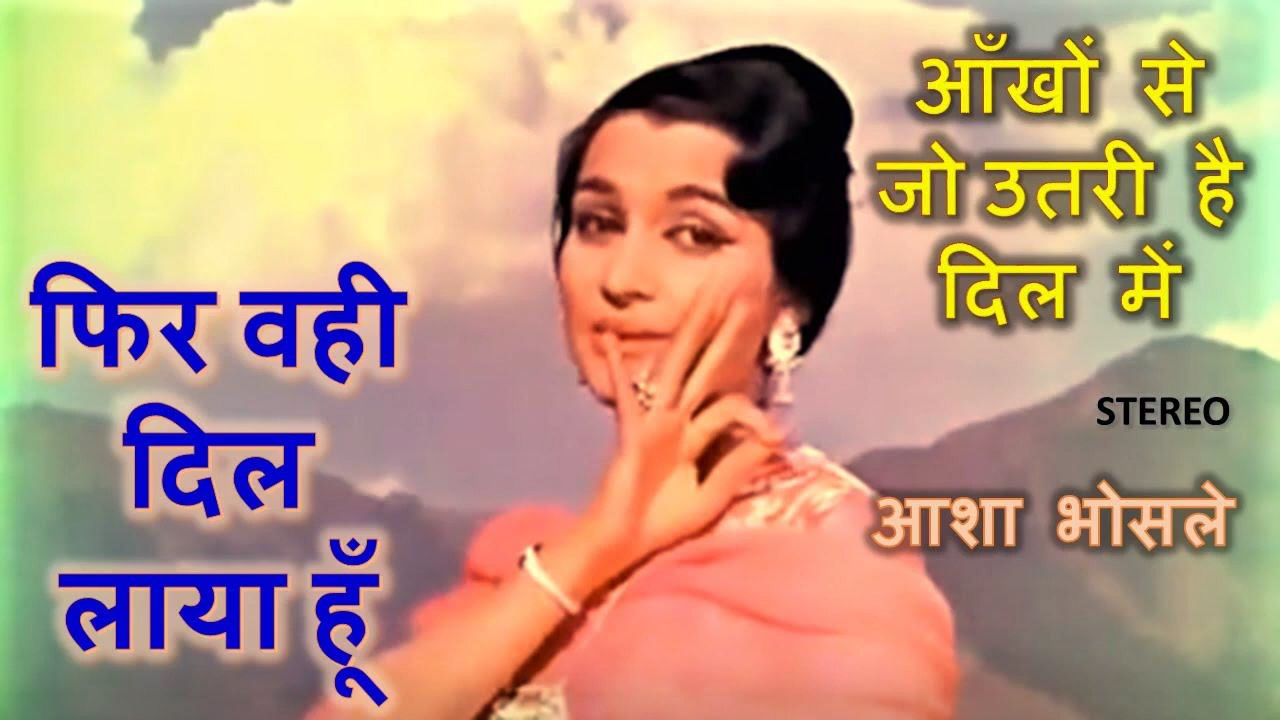 फिर वही
दिल
लाया हूँ
आँखों से
जो उतरी है
दिल में
STEREO
आशा भोसले